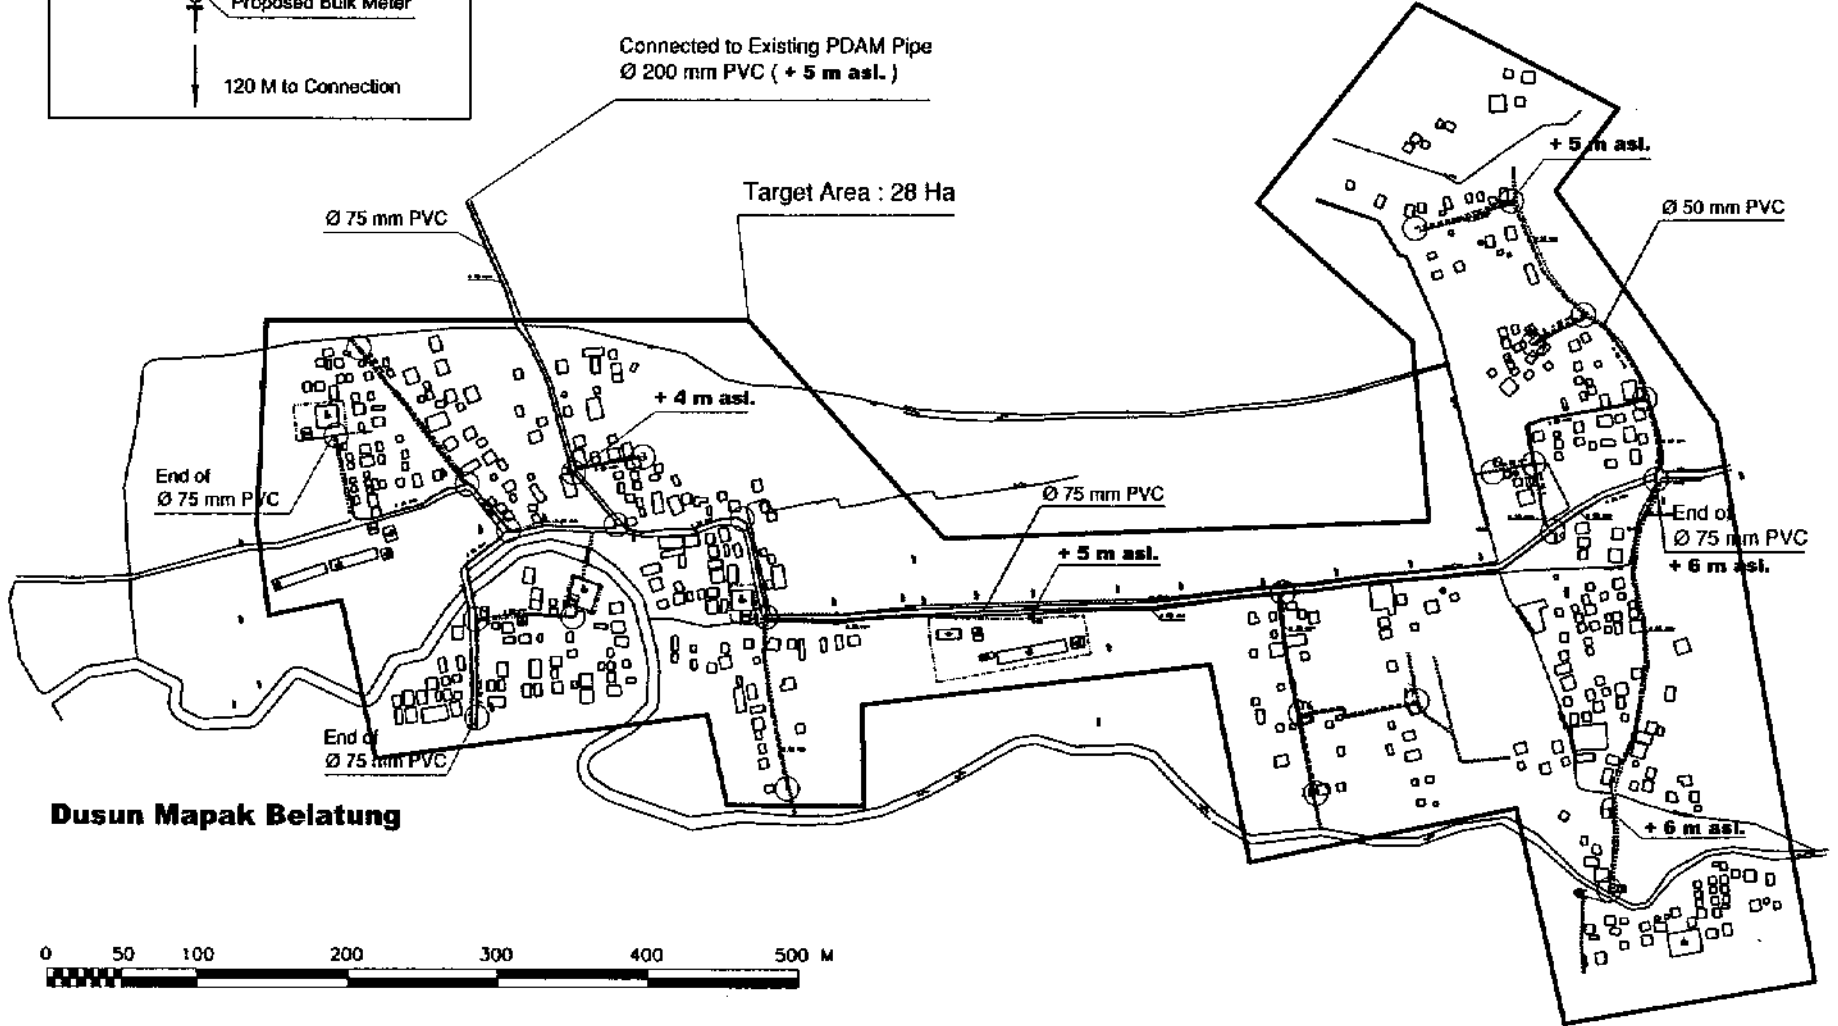 Proposed Bulk Meter
120 M to Connection
Connected to Existing PDAM Pipe
Ø 200 mm PVC ( + 5 m asl. )
Target Area : 28 Ha
Ø 75 mm PVC
+ 5 m asl.
Ø 50 mm PVC
+ 4 m asl.
End of
Ø 75 mm PVC
Ø 75 mm PVC
+ 5 m asl.
End of
Ø 75 mm PVC
+ 6 m asl.
End of
Ø 75 mm PVC
Dusun Mapak Belatung
+ 6 m asl.
0 50 100 200 300 400 500 M